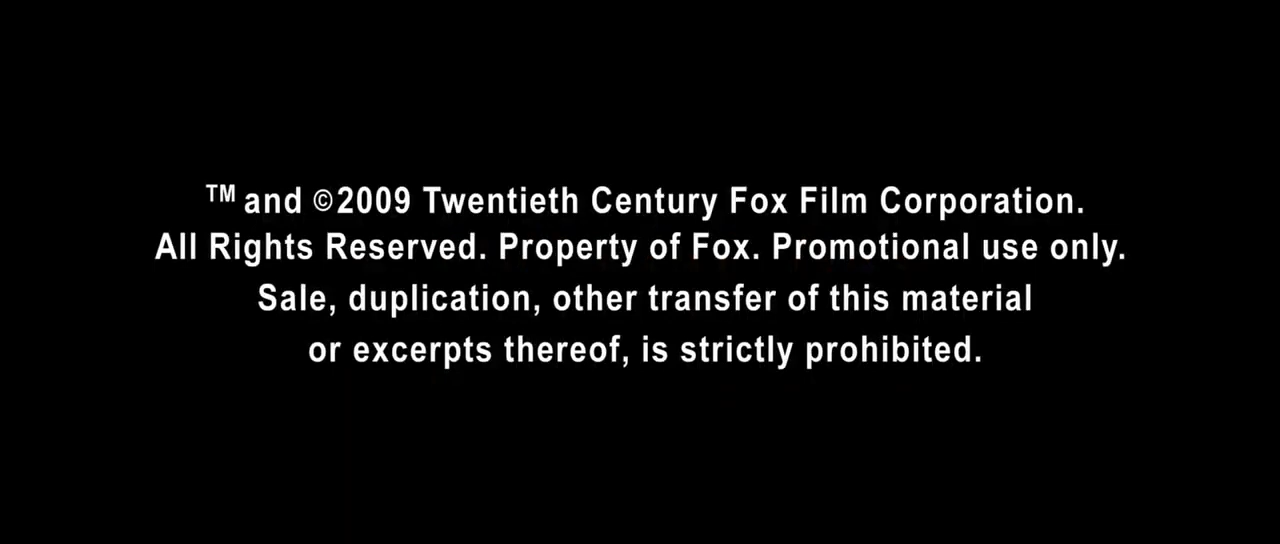 ™ and ©2009 Twentieth Century Fox Film Corporation.
All Rights Reserved. Property of Fox. Promotional use only.
Sale, duplication, other transfer of this material
or excerpts thereof, is strictly prohibited.